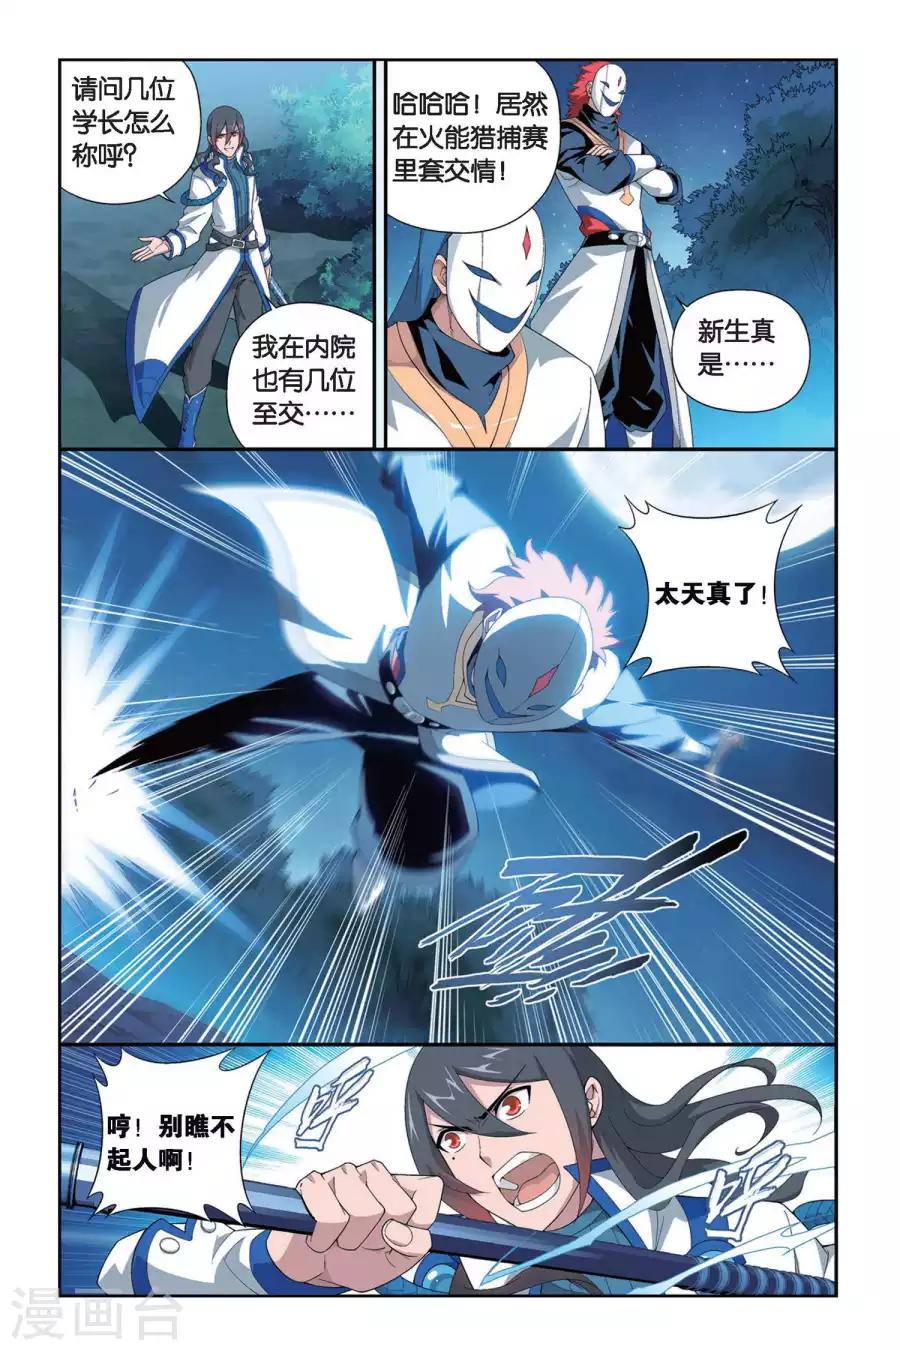 请问几位
学长怎么
称呼？
我在内院
也有几位
至交……
哈哈哈！居然
在火能猎捕赛
里套交情！
新生真
是……
太天真了！
哼！别瞧不
起人啊！
呼
呼
漫画台